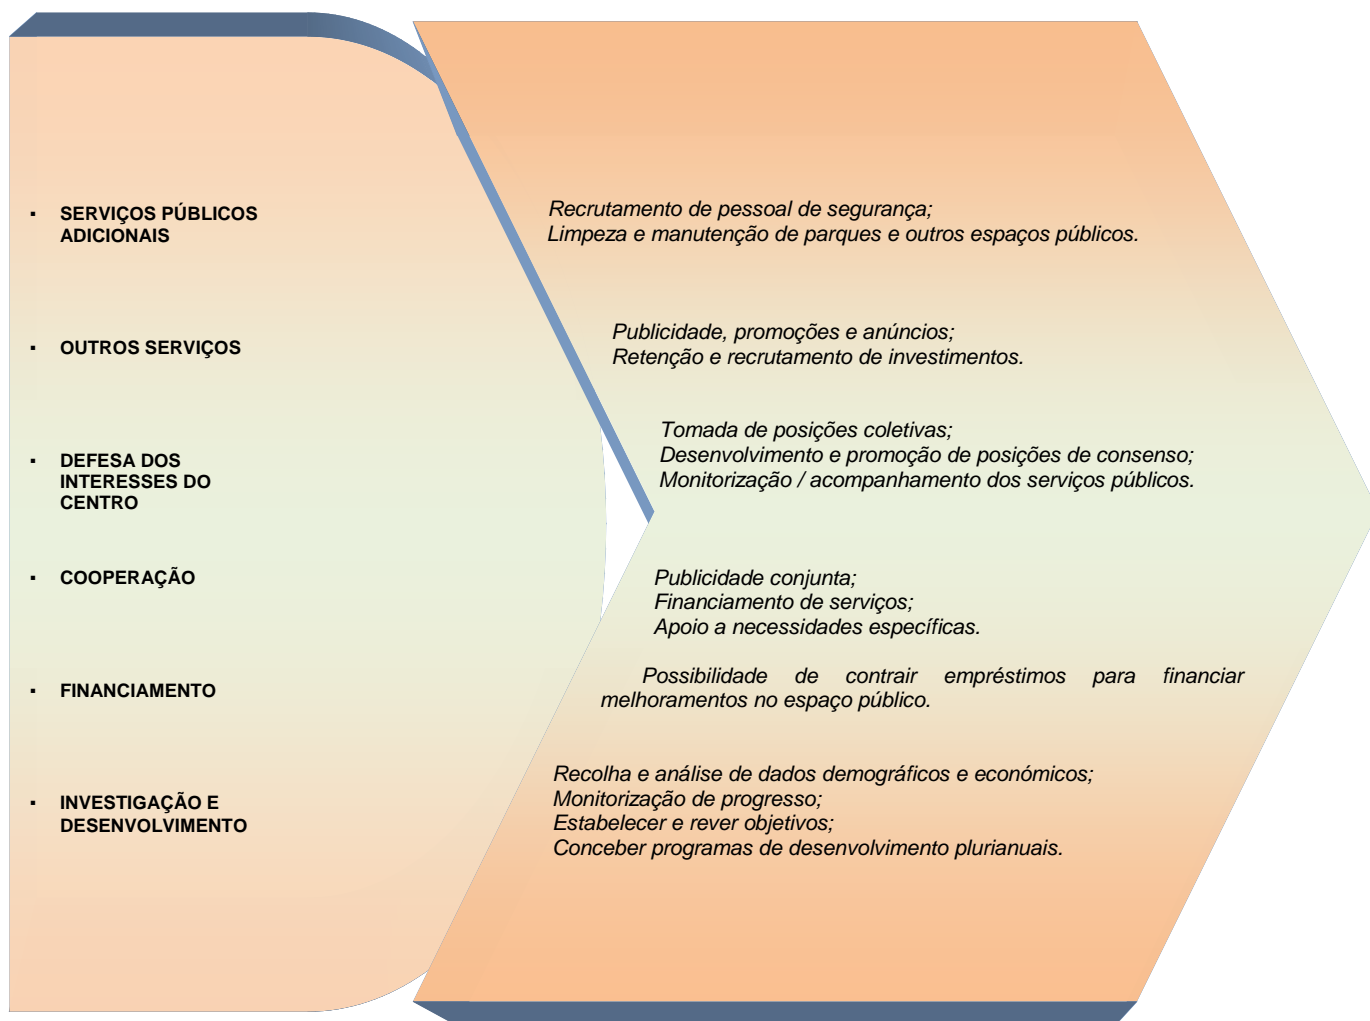 ▪ SERVIÇOS PÚBLICOS
ADICIONAIS
Recrutamento de pessoal de segurança;
Limpeza e manutenção de parques e outros espaços públicos.
▪ OUTROS SERVIÇOS
Publicidade, promoções e anúncios;
Retenção e recrutamento de investimentos.
▪ DEFESA DOS
INTERESSES DO
CENTRO
Tomada de posições coletivas;
Desenvolvimento e promoção de posições de consenso;
Monitorização / acompanhamento dos serviços públicos.
▪ COOPERAÇÃO
Publicidade conjunta;
Financiamento de serviços;
Apoio a necessidades específicas.
▪ FINANCIAMENTO
Possibilidade de contrair empréstimos para financiar
melhoramentos no espaço público.
▪ INVESTIGAÇÃO E
DESENVOLVIMENTO
Recolha e análise de dados demográficos e económicos;
Monitorização de progresso;
Estabelecer e rever objetivos;
Conceber programas de desenvolvimento plurianuais.